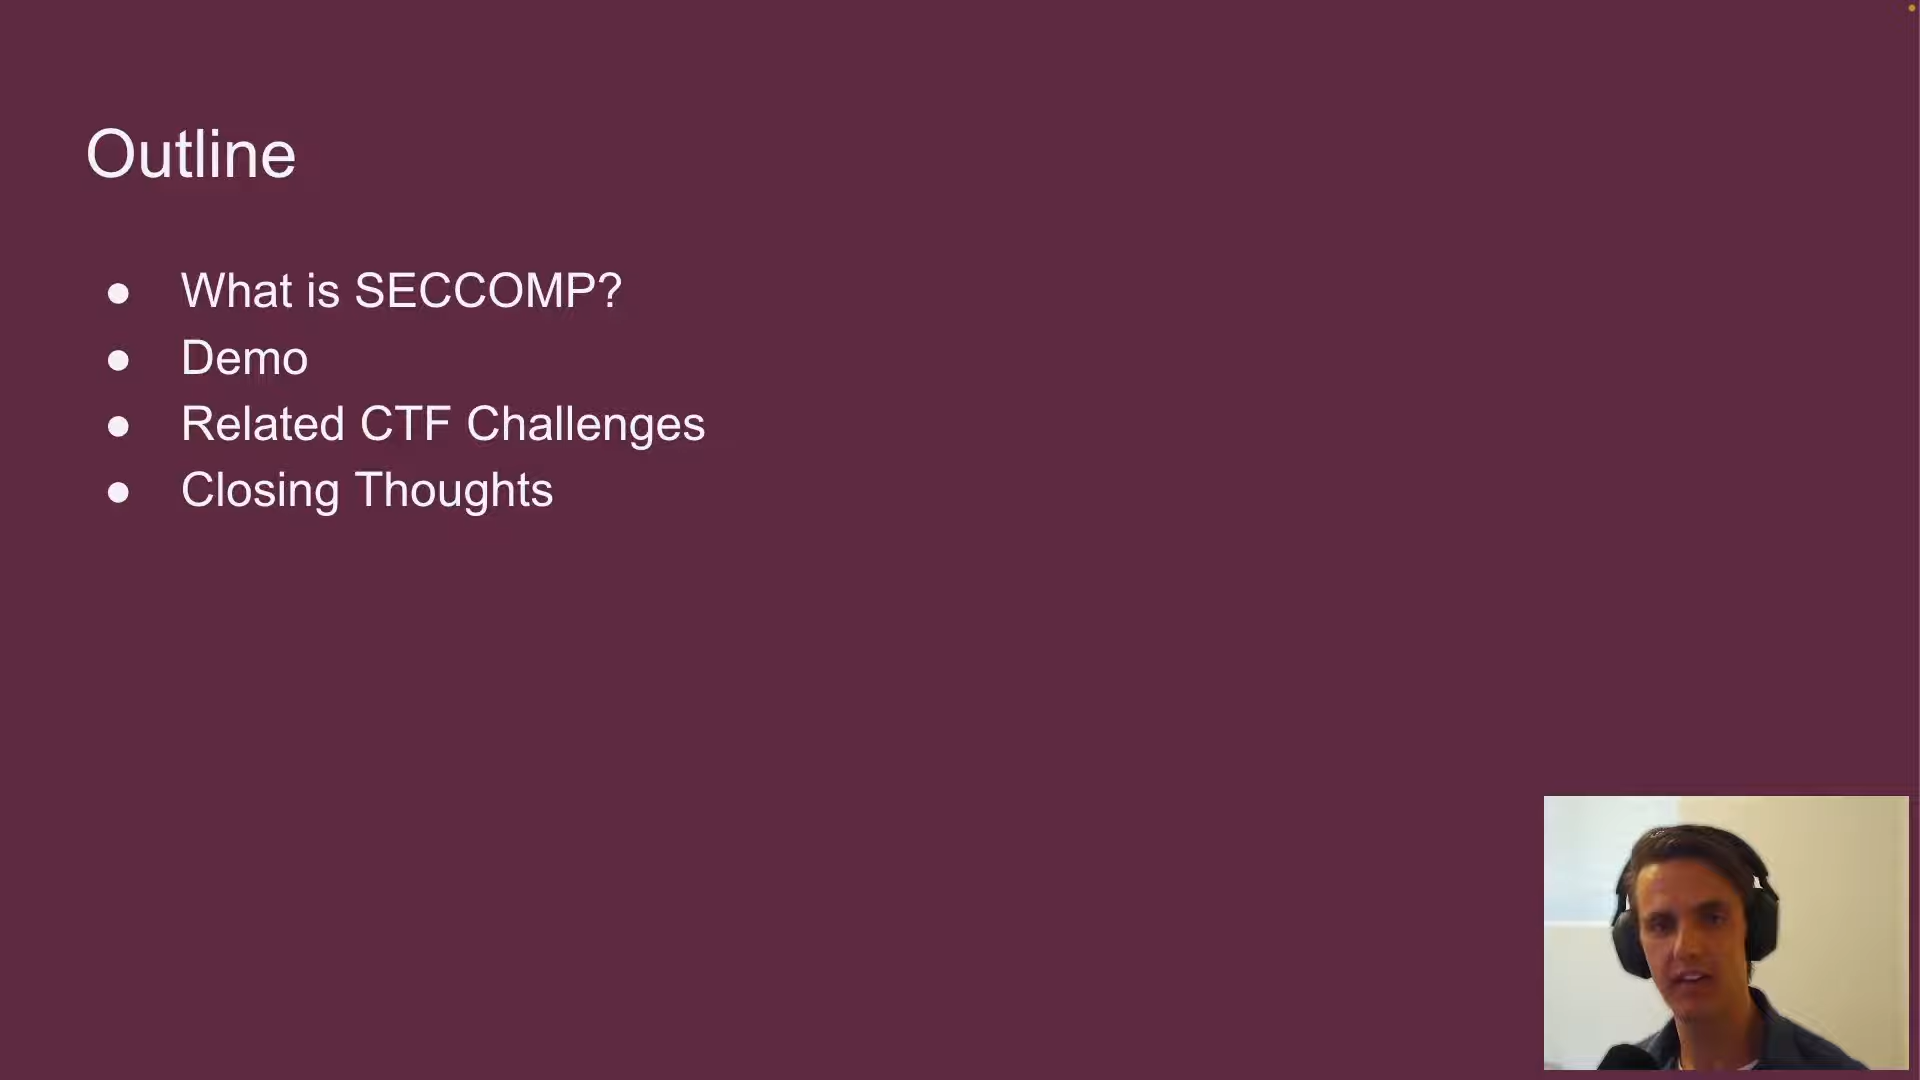 Outline
● What is SECCOMP?
● Demo
● Related CTF Challenges
● Closing Thoughts